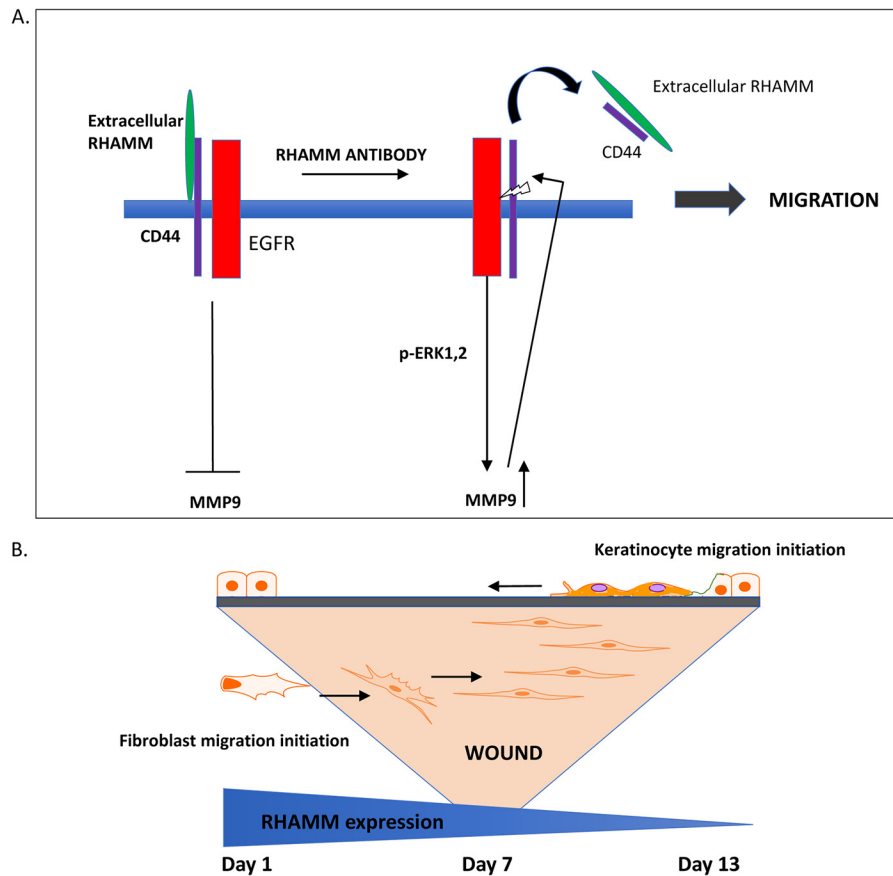 A.
Extracellular
RHAMM
RHAMM ANTIBODY
Extracellular RHAMM
CD44
MIGRATION
CD44
EGFR
p-ERK1,2
MMP9
MMP9
B.
Keratinocyte migration initiation
Fibroblast migration initiation
WOUND
RHAMM expression
Day 1
Day 7
Day 13